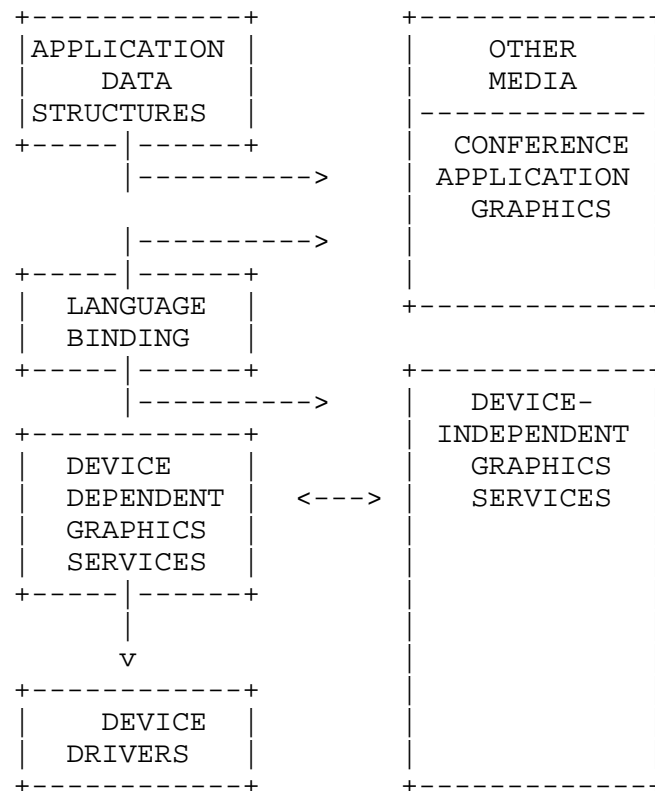 APPLICATION
DATA
STRUCTURES
OTHER
MEDIA
CONFERENCE
APPLICATION
GRAPHICS
LANGUAGE
BINDING
DEVICE
DEPENDENT
GRAPHICS
SERVICES
DEVICE-
INDEPENDENT
GRAPHICS
SERVICES
DEVICE
DRIVERS